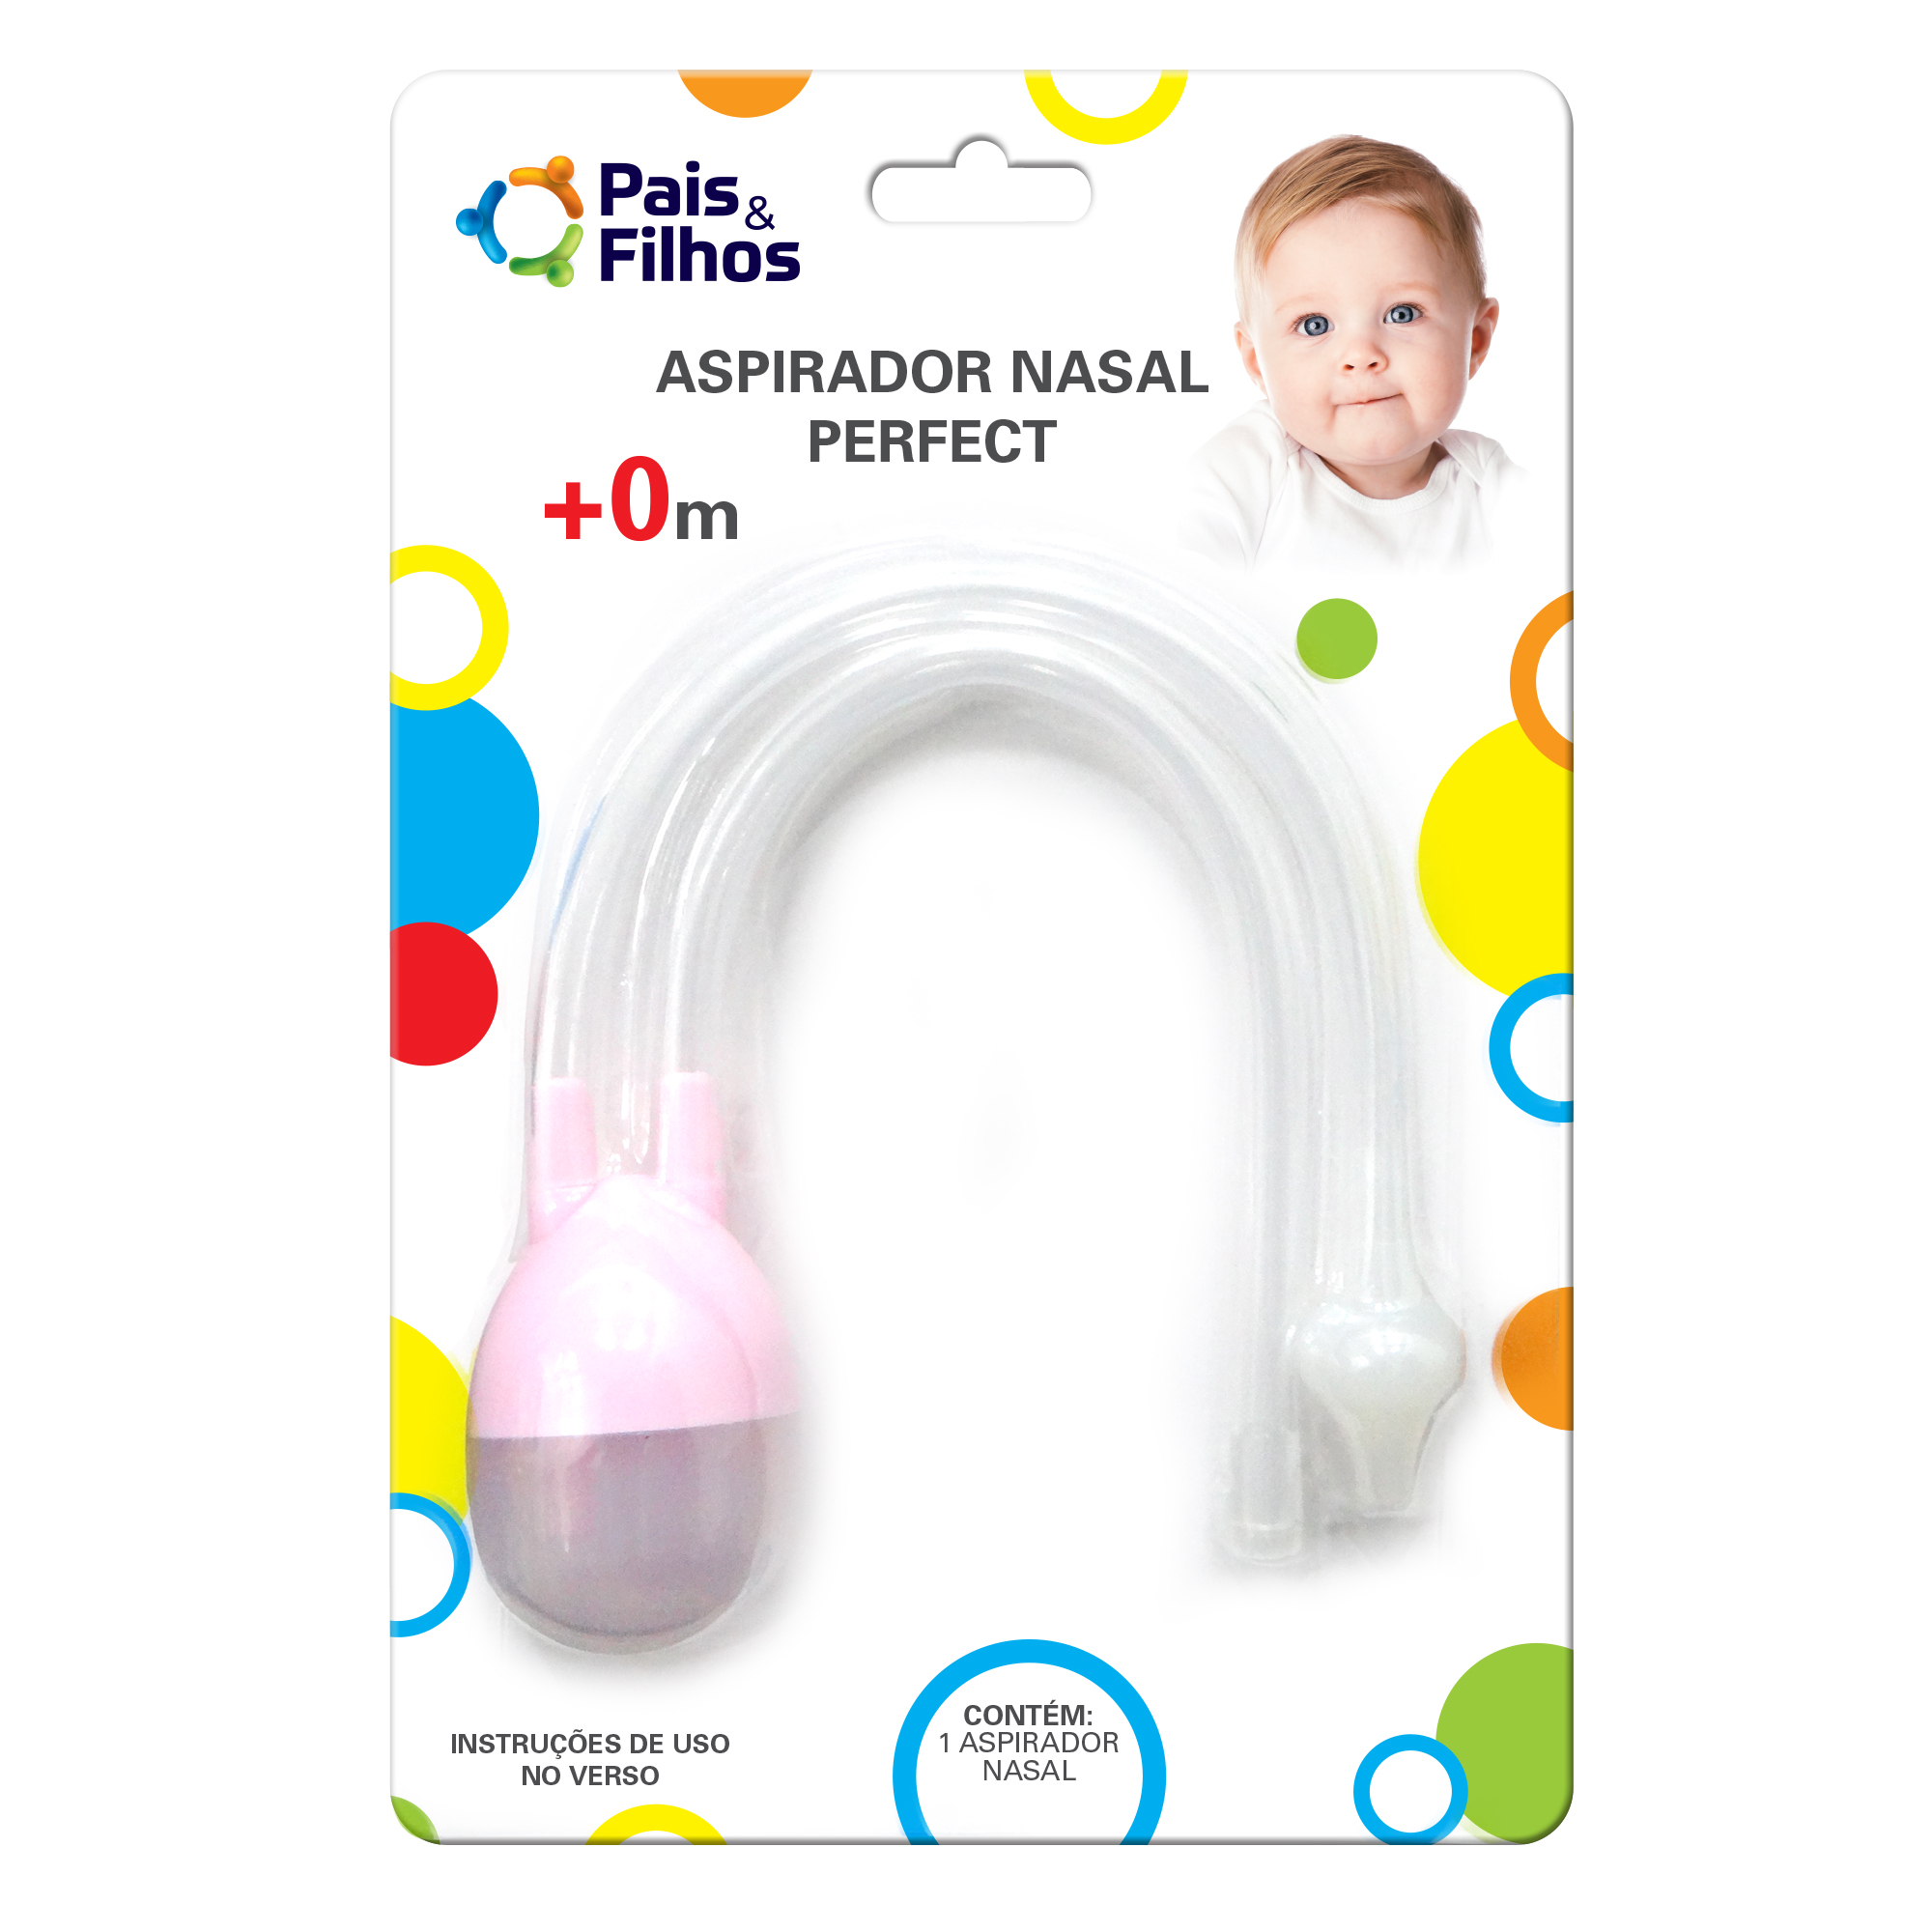 Pais &
Filhos
ASPIRADOR NASAL
PERFECT
+0m
INSTRUÇÕES DE USO
NO VERSO
CONTÉM:
1 ASPIRADOR
NASAL